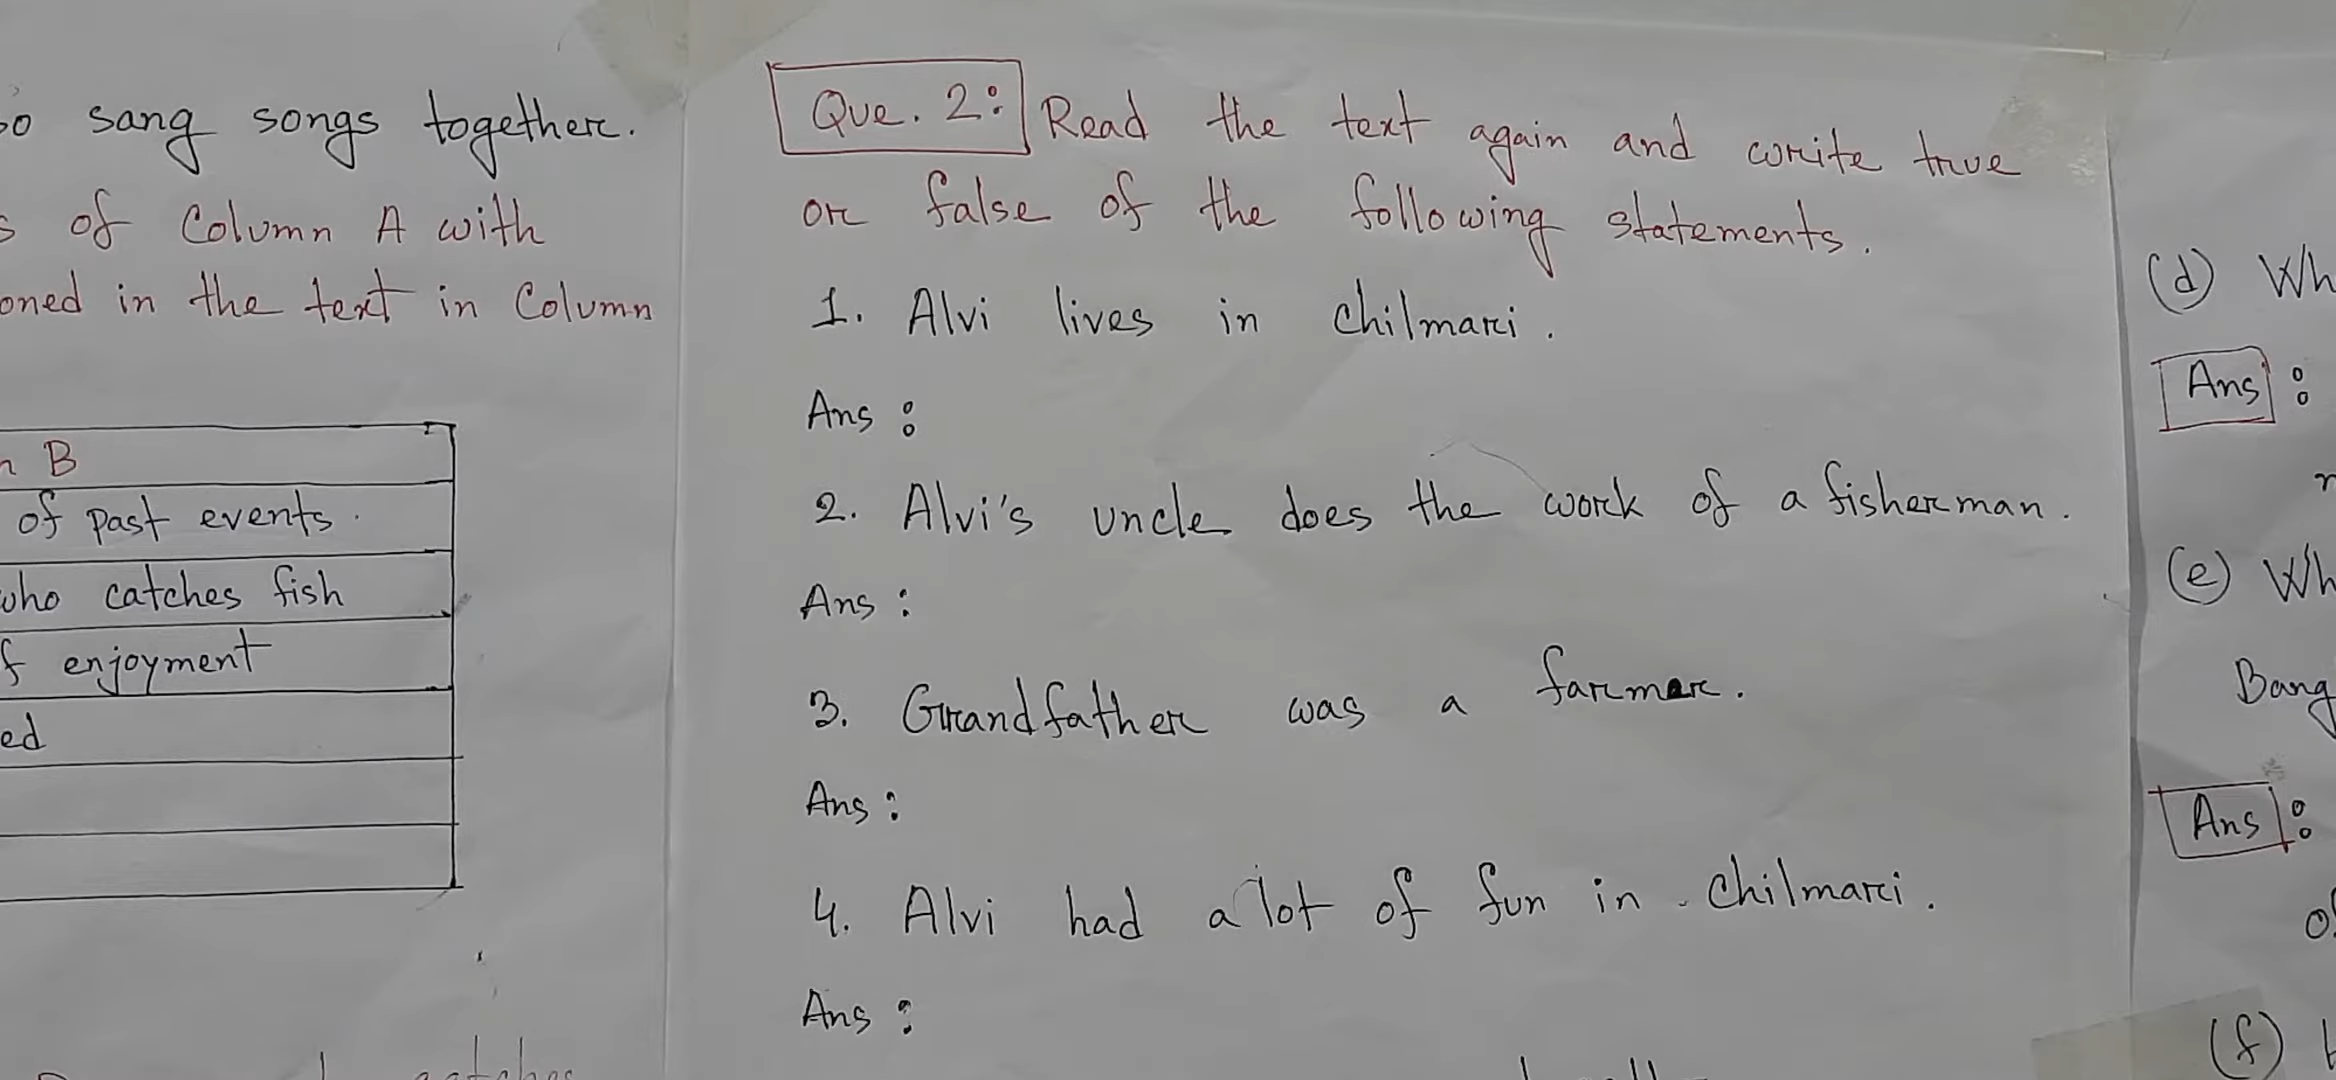 sang songs together.
of Column A with
in the text in Column
B
of past events.
who catches fish
enjoyment
ed
Que. 2: Read the text again and write true
or false of the following statements.
1. Alvi lives in chilmari.
Ans :
2. Alvi's uncle does the work of a fisherman.
Ans :
3. Grandfather was a farmer.
Ans :
4. Alvi had a lot of fun in chilmari.
Ans :
(d) Wh
Ans :
(e) Wh
Bang
Ans :
(f)